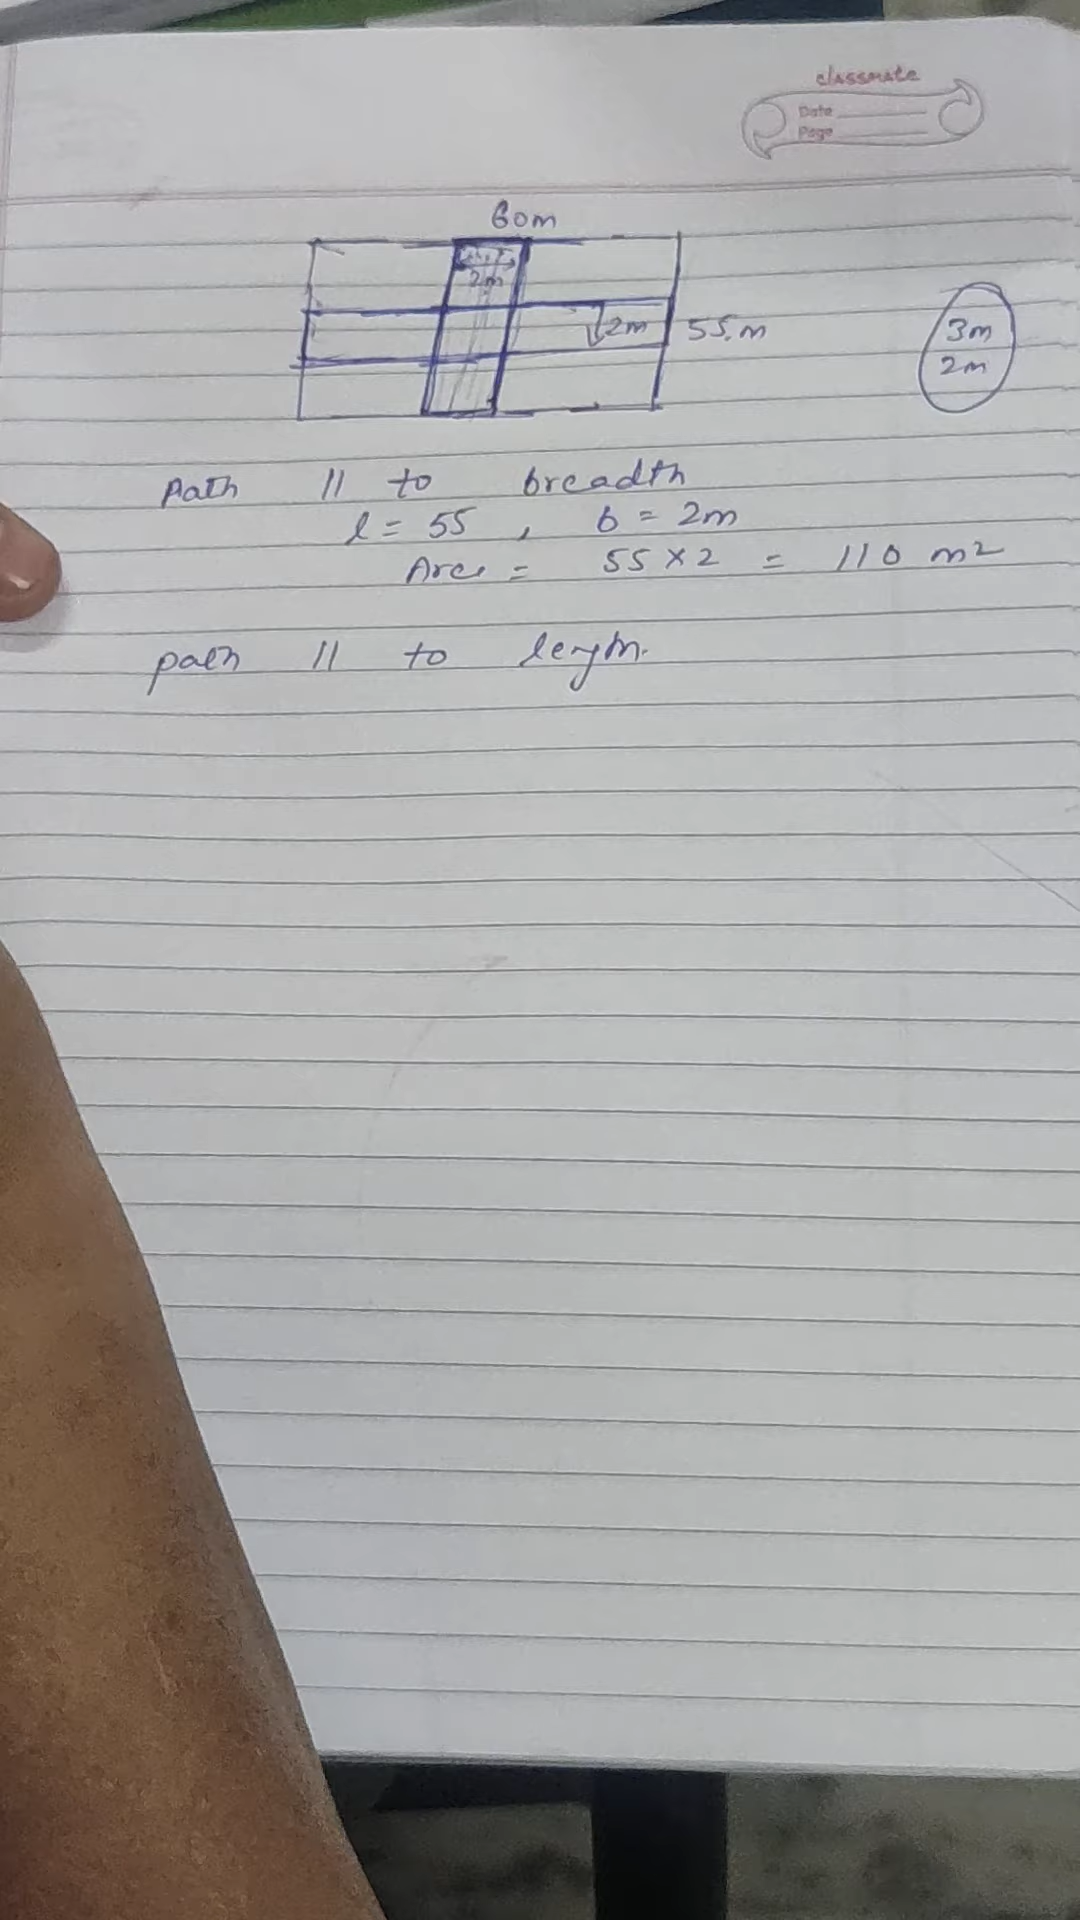 classmate
Date
Page
60m
2m
2m
55m
3m
2m
Path || to breadth
l = 55 , b = 2m
Area = 55 x 2 = 110 m2
path || to length.